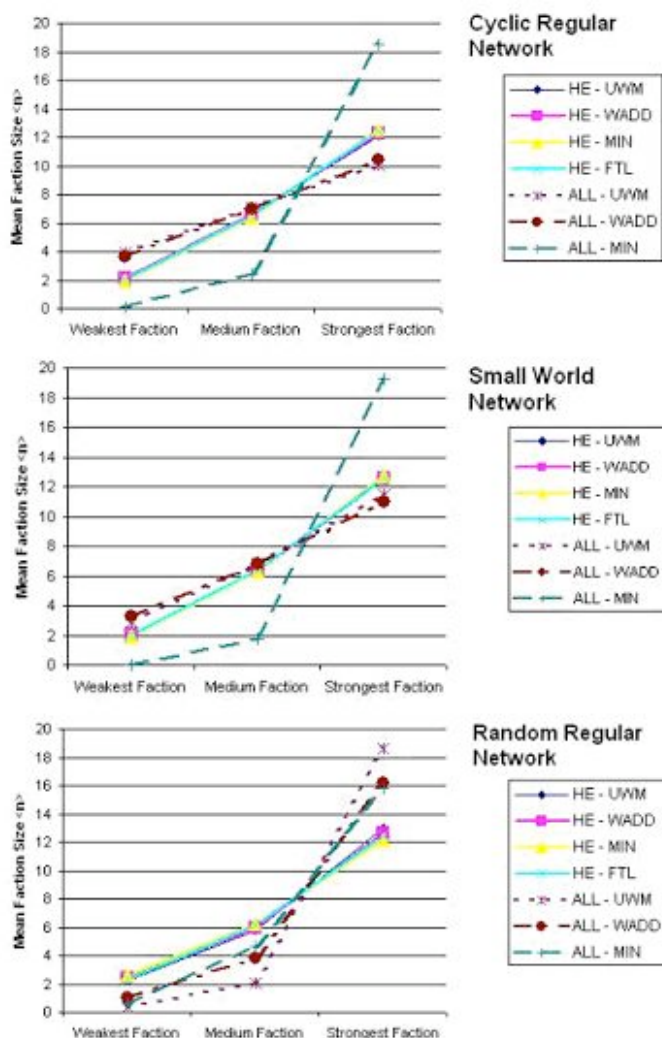 Cyclic Regular
Network
Mean Faction Size <n>
20
18
16
14
12
10
8
6
4
2
0
Weakest Faction
Medium Faction
Strongest Faction
HE - UWM
HE - WADD
HE - MIN
HE - FTL
ALL - UWM
ALL - WADD
ALL - MIN
Small World
Network
Mean Faction Size <n>
20
18
16
14
12
10
8
6
4
2
0
Weakest Faction
Medium Faction
Strongest Faction
HE - UWM
HE - WADD
HE - MIN
HE - FTL
ALL - UWM
ALL - WADD
ALL - MIN
Random Regular
Network
Mean Faction Size <n>
20
18
16
14
12
10
8
6
4
2
0
Weakest Faction
Medium Faction
Strongest Faction
HE - UWM
HE - WADD
HE - MIN
HE - FTL
ALL - UWM
ALL - WADD
ALL - MIN